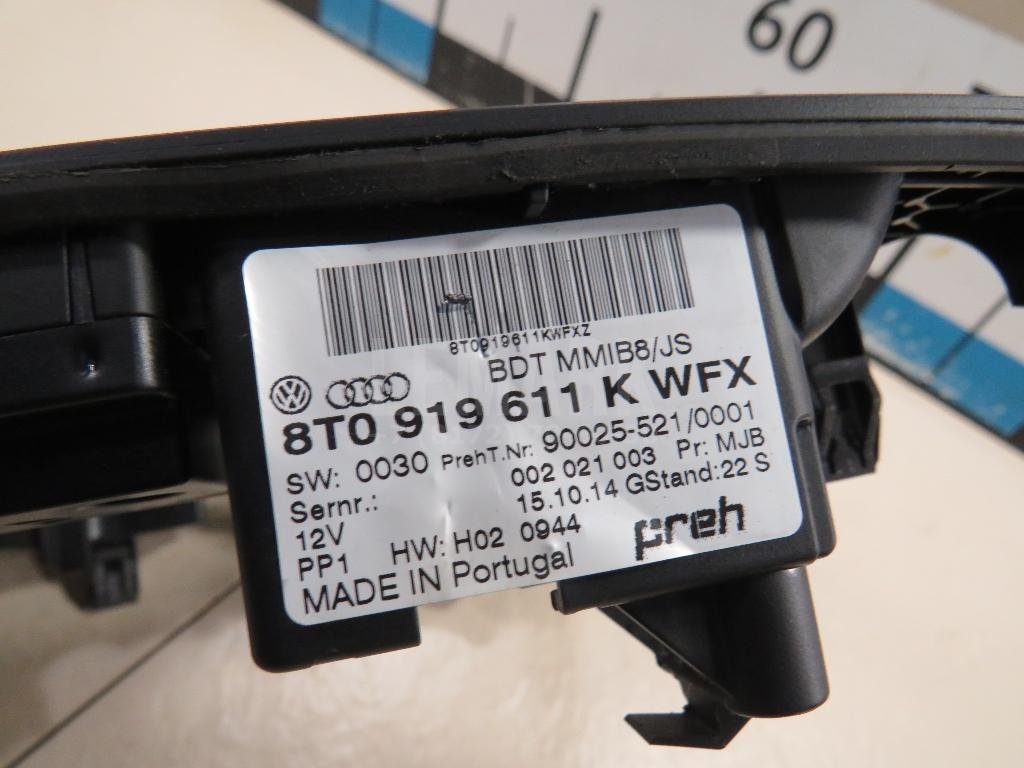 60
8T0919611KWFXZ
BDT MMIB8/JS
8T0 919 611 K WFX
SW: 0030 PrehT.Nr: 90025-521/0001
Sernr.: 002 021 003 Pr: MJB
12V 15.10.14 GStand:22 S
PP1 HW: H02 0944 preh
MADE IN Portugal